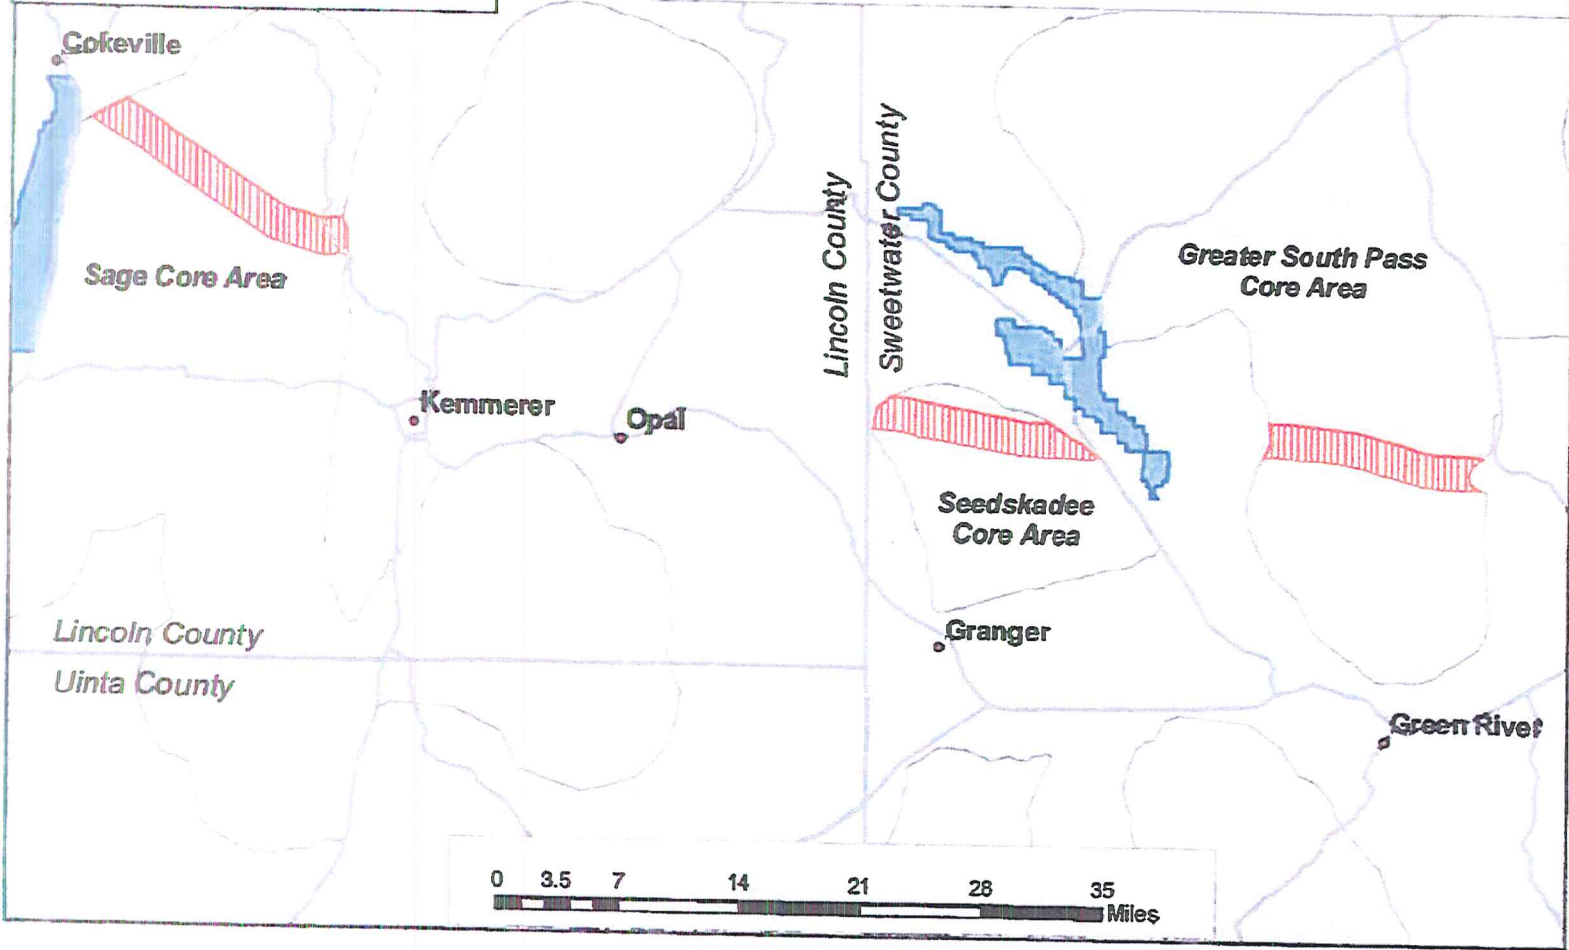 Cokeville
Sage Core Area
Lincoln County
Sweetwater County
Greater South Pass
Core Area
Kemmerer
Opal
Seedskadee
Core Area
Granger
Lincoln County
Uinta County
Green River
0 3.5 7 14 21 28 35
Miles